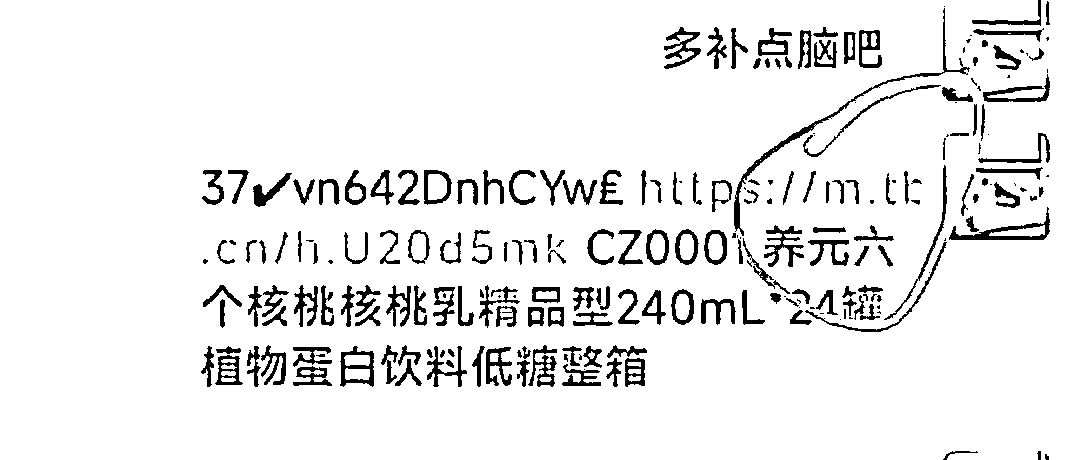 多补点脑吧
37✔vn642DnhCYw£ https://m.tb
.cn/h.U20d5mk CZ0001 养元六
个核桃核桃乳精品型240mL*24罐
植物蛋白饮料低糖整箱